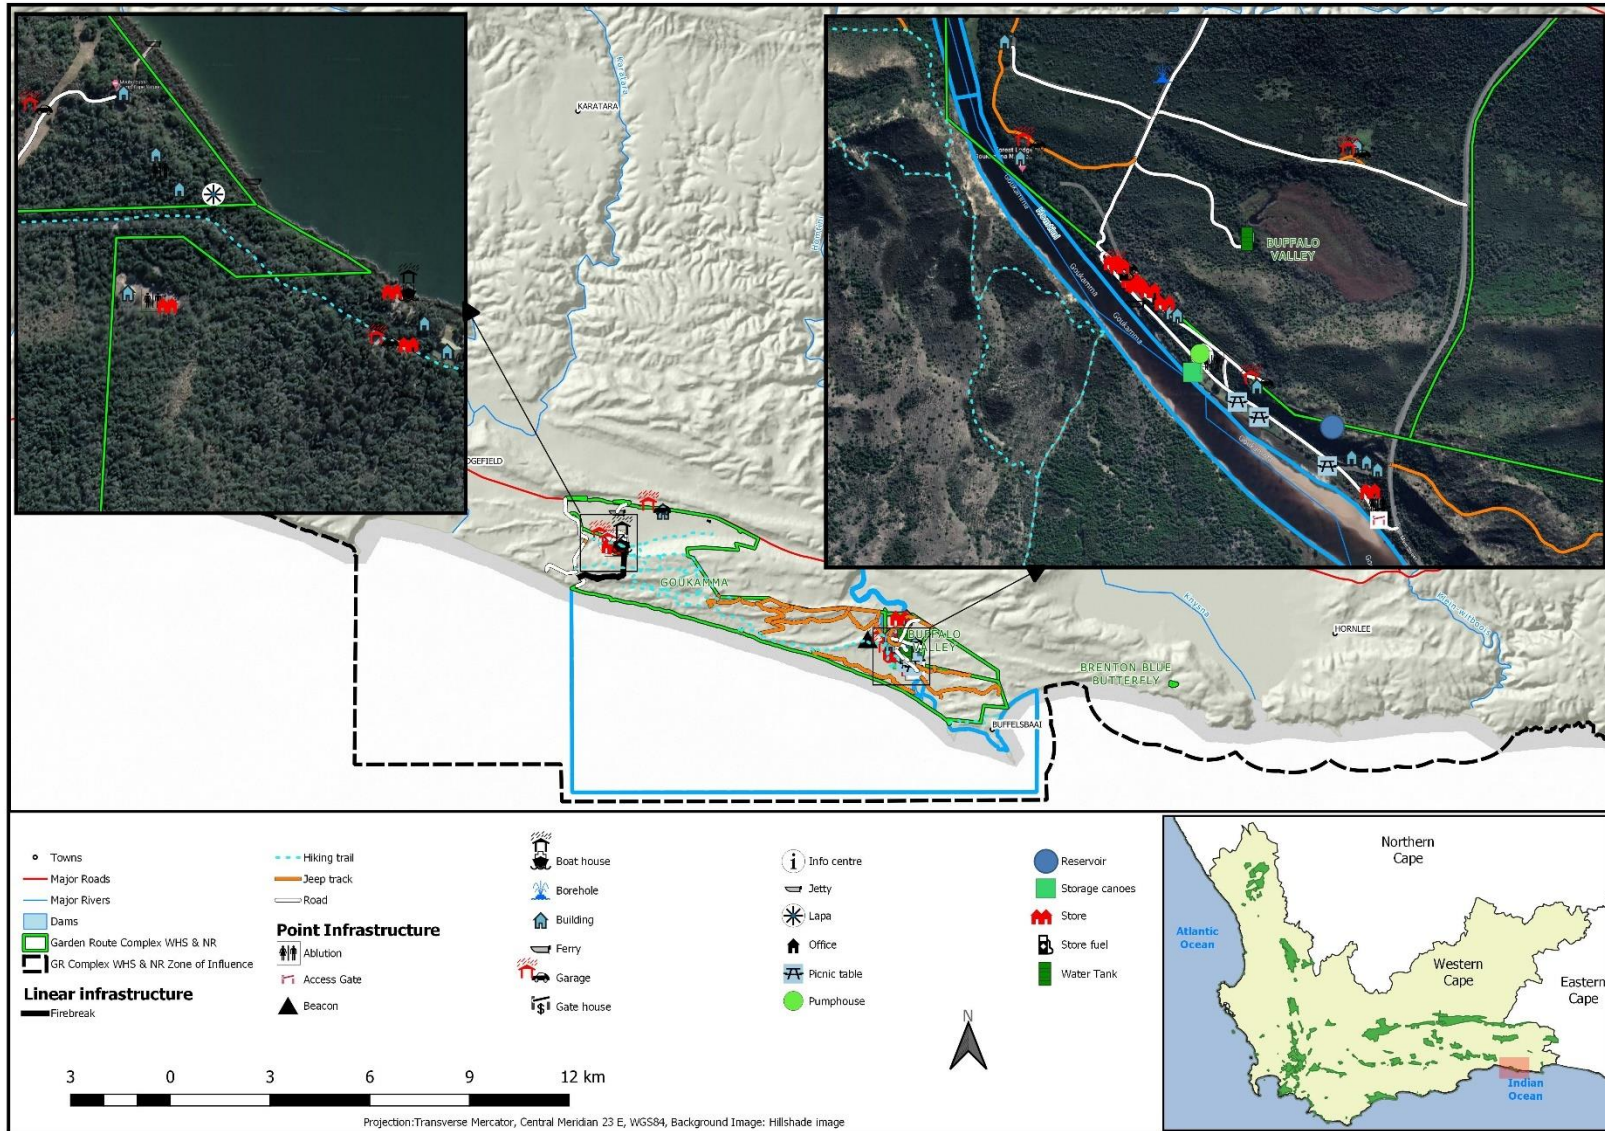 Karatara
KARATARA
DGEFIELD
GOUKAMMA
BUFFALO
VALLEY
BUFFELSBAAI
BRENTON BLUE
BUTTERFLY
HORNLEE
Knysna
Goukamma
Goukamma
Goukamma
BUFFALO
VALLEY
Towns
Major Roads
Major Rivers
Dams
Garden Route Complex WHS & NR
GR Complex WHS & NR Zone of Influence
Linear infrastructure
Firebreak
Hiking trail
Jeep track
Road
Point Infrastructure
Ablution
Access Gate
Beacon
Boat house
Borehole
Building
Ferry
Garage
Gate house
Info centre
Jetty
Lapa
Office
Picnic table
Pumphouse
Reservoir
Storage canoes
Store
Store fuel
Water Tank
N
3 0 3 6 9 12 km
Projection:Transverse Mercator, Central Meridian 23 E, WGS84, Background Image: Hillshade image
Northern
Cape
Atlantic
Ocean
Western
Cape
Eastern
Cape
Indian
Ocean